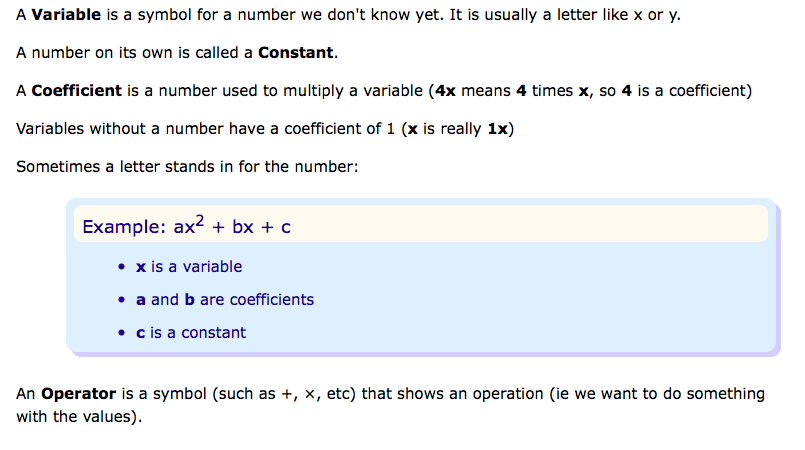 A Variable is a symbol for a number we don't know yet. It is usually a letter like x or y.
A number on its own is called a Constant.
A Coefficient is a number used to multiply a variable (4x means 4 times x, so 4 is a coefficient)
Variables without a number have a coefficient of 1 (x is really 1x)
Sometimes a letter stands in for the number:
Example: ax² + bx + c
• x is a variable
• a and b are coefficients
• c is a constant
An Operator is a symbol (such as +, ×, etc) that shows an operation (ie we want to do something
with the values).